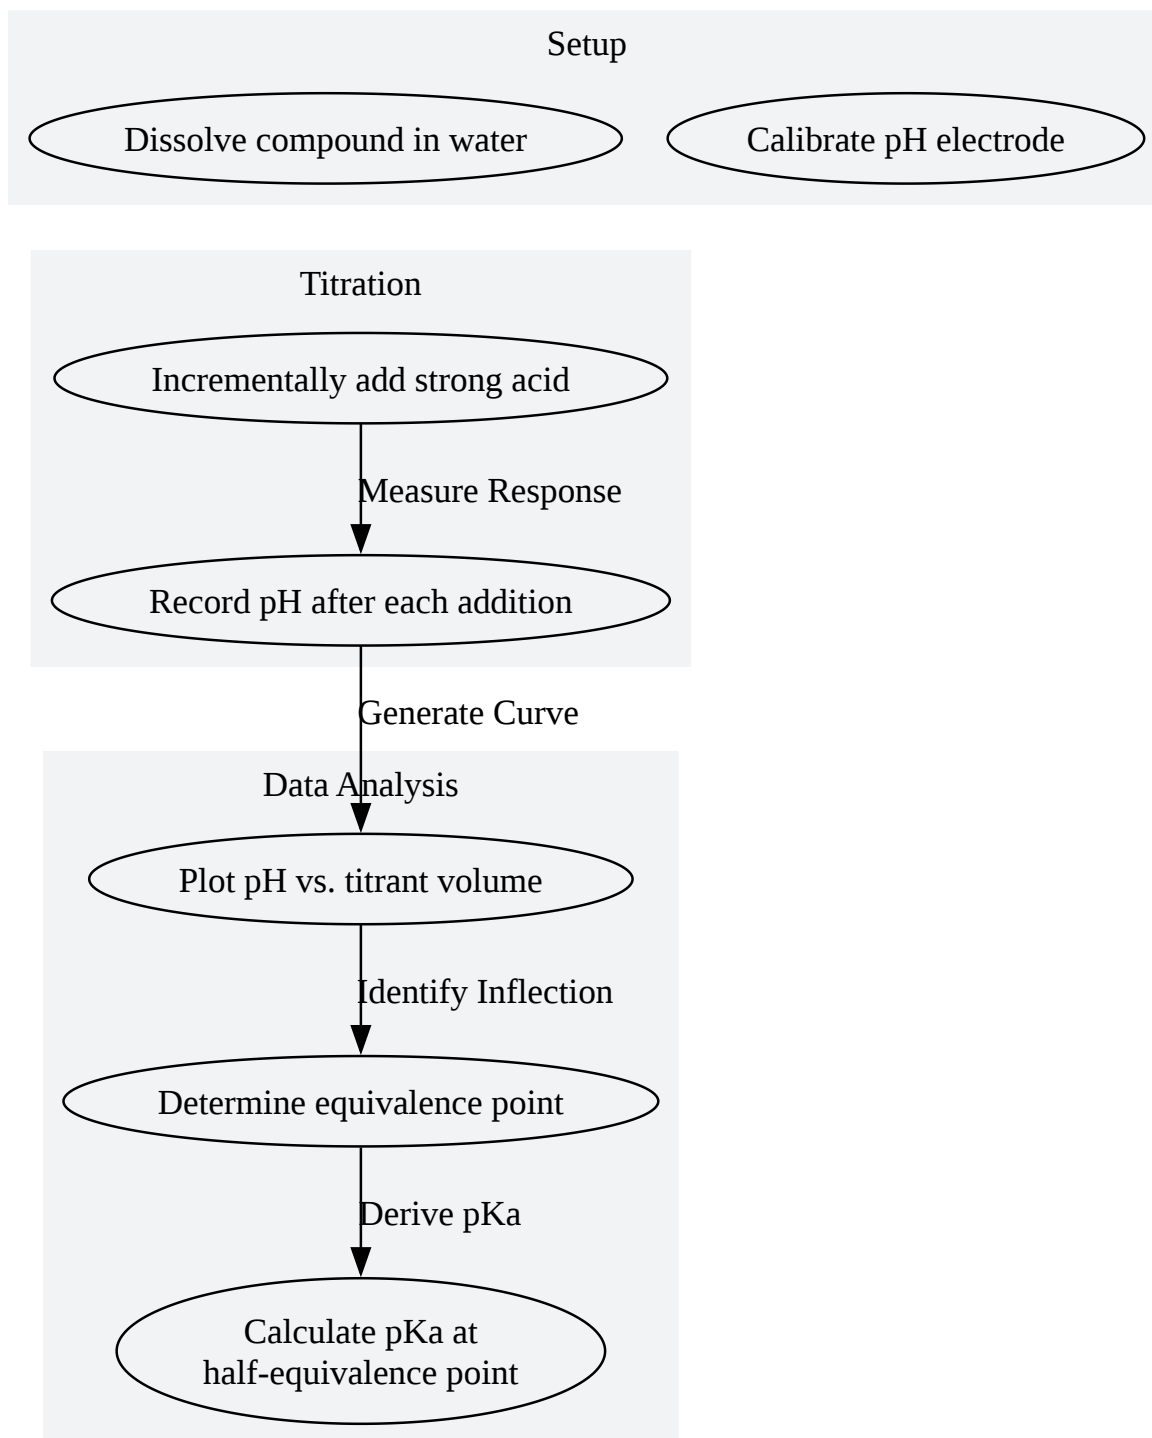 Setup
Dissolve compound in water
Calibrate pH electrode
Titration
Incrementally add strong acid
Measure Response
Record pH after each addition
Generate Curve
Data Analysis
Plot pH vs. titrant volume
Identify Inflection
Determine equivalence point
Derive pKa
Calculate pKa at
half-equivalence point